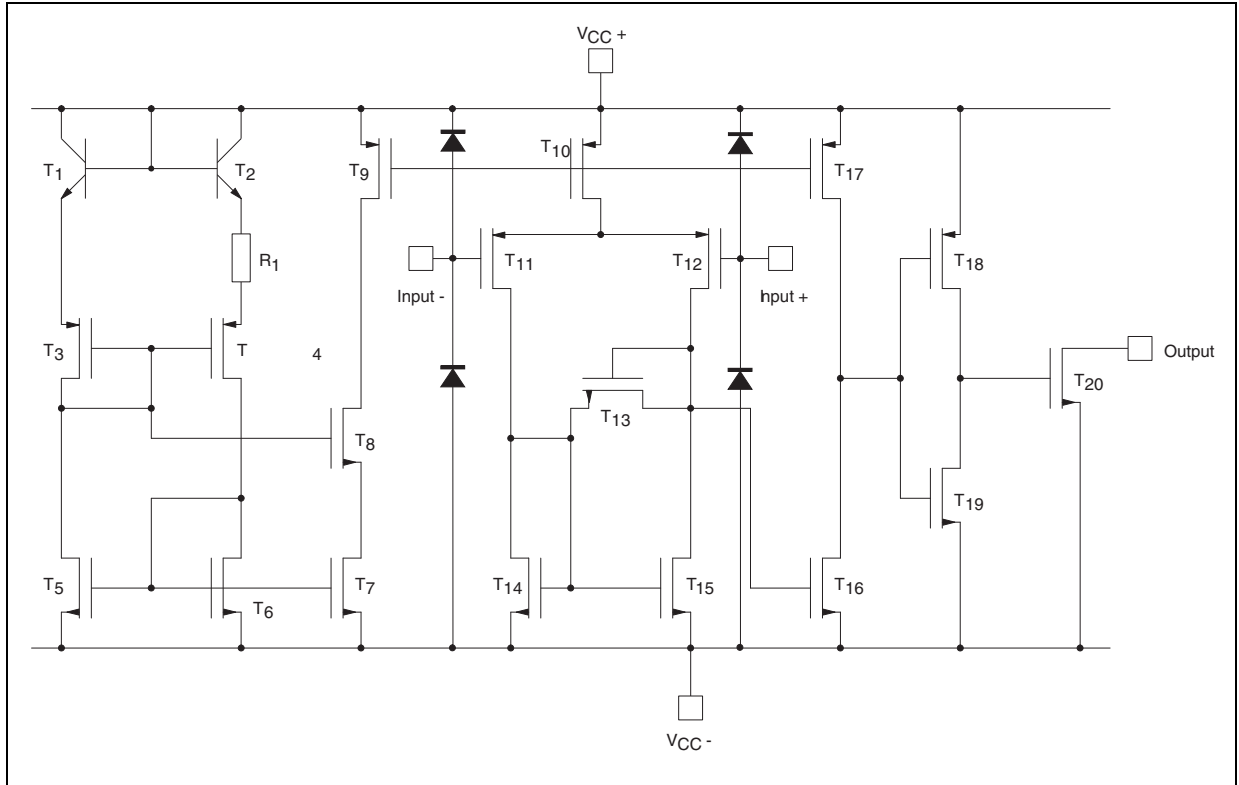 VCC +
T1
T2
T9
T10
T17
R1
T11
T12
T18
Input -
Input +
T3
T
4
Output
T20
T13
T8
T19
T5
T6
T7
T14
T15
T16
VCC -